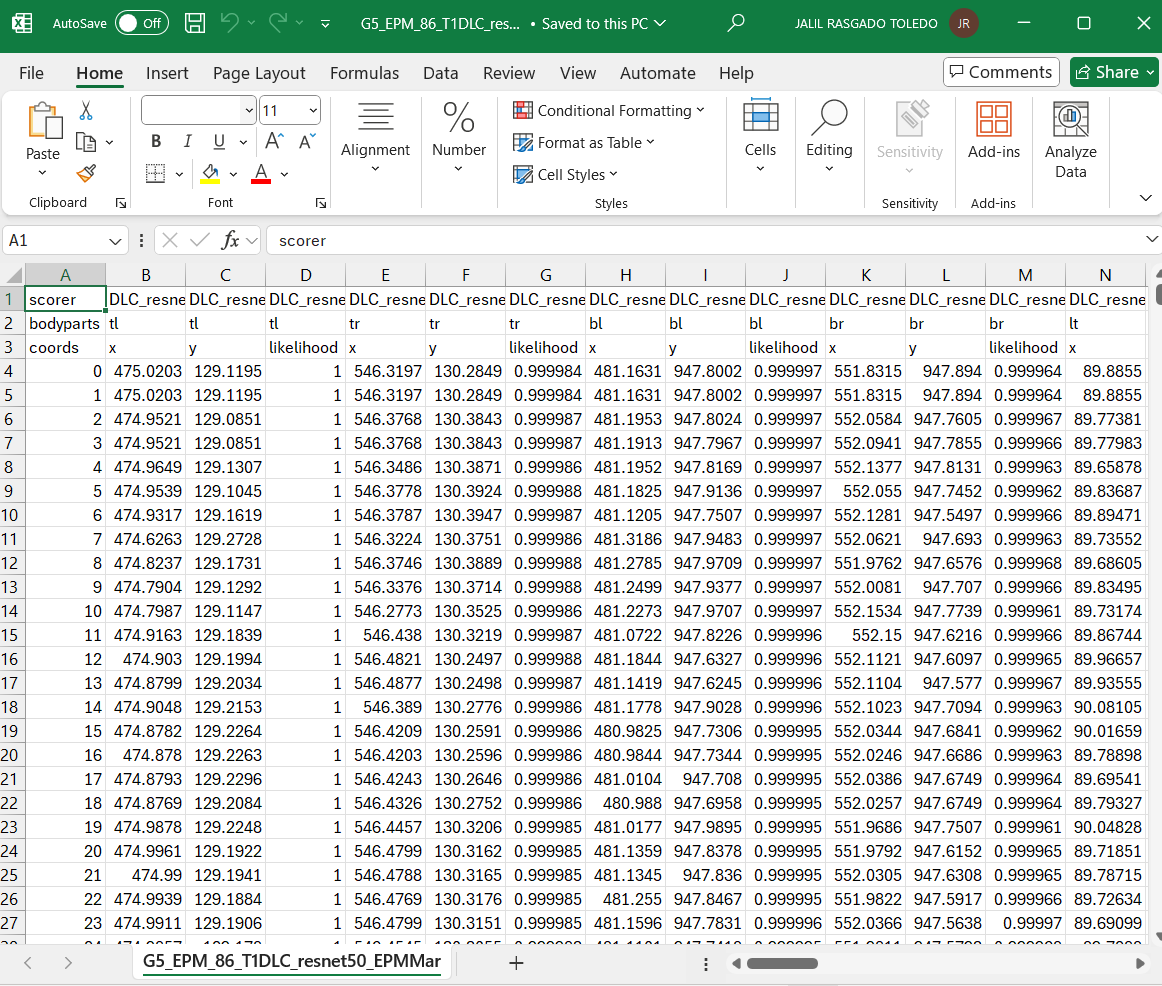 AutoSave Off G5_EPM_86_T1DLC_res... • Saved to this PC JALIL RASGADO TOLEDO JR
File Home Insert Page Layout Formulas Data Review View Automate Help Comments Share
Paste 11 B I U A A A Alignment % Number Conditional Formatting Format as Table Cell Styles Cells Editing Sensitivity Add-ins Analyze Data
Clipboard Font Styles Sensitivity Add-ins
A1 fx scorer
A B C D E F G H I J K L M N
1 scorer DLC_resne DLC_resne DLC_resne DLC_resne DLC_resne DLC_resne DLC_resne DLC_resne DLC_resne DLC_resne DLC_resne DLC_resne DLC_resne
2 bodyparts tl tl tl tr tr tr bl bl bl br br br lt
3 coords x y likelihood x y likelihood x y likelihood x y likelihood x
4 0 475.0203 129.1195 1 546.3197 130.2849 0.999984 481.1631 947.8002 0.999997 551.8315 947.894 0.999964 89.8855
5 1 475.0203 129.1195 1 546.3197 130.2849 0.999984 481.1631 947.8002 0.999997 551.8315 947.894 0.999964 89.8855
6 2 474.9521 129.0851 1 546.3768 130.3843 0.999987 481.1953 947.8024 0.999997 552.0584 947.7605 0.999967 89.77381
7 3 474.9521 129.0851 1 546.3768 130.3843 0.999987 481.1913 947.7967 0.999997 552.0941 947.7855 0.999966 89.77983
8 4 474.9649 129.1307 1 546.3486 130.3871 0.999986 481.1952 947.8169 0.999997 552.1377 947.8131 0.999963 89.65878
9 5 474.9539 129.1045 1 546.3778 130.3924 0.999988 481.1825 947.9136 0.999997 552.055 947.7452 0.999962 89.83687
10 6 474.9317 129.1619 1 546.3787 130.3947 0.999987 481.1205 947.7507 0.999997 552.1281 947.5497 0.999966 89.89471
11 7 474.6263 129.2728 1 546.3224 130.3751 0.999986 481.3186 947.9483 0.999997 552.0621 947.693 0.999963 89.73552
12 8 474.8237 129.1731 1 546.3746 130.3889 0.999988 481.2785 947.9709 0.999997 551.9762 947.6576 0.999968 89.68605
13 9 474.7904 129.1292 1 546.3376 130.3714 0.999988 481.2499 947.9377 0.999997 552.0081 947.707 0.999966 89.83495
14 10 474.7987 129.1147 1 546.2773 130.3525 0.999986 481.2273 947.9707 0.999997 552.1534 947.7739 0.999961 89.73174
15 11 474.9163 129.1839 1 546.438 130.3219 0.999987 481.0722 947.8226 0.999996 552.15 947.6216 0.999966 89.86744
16 12 474.903 129.1994 1 546.4821 130.2497 0.999988 481.1844 947.6327 0.999996 552.1121 947.6097 0.999965 89.96657
17 13 474.8799 129.2034 1 546.4877 130.2498 0.999987 481.1419 947.6245 0.999996 552.1104 947.577 0.999967 89.93555
18 14 474.9048 129.2153 1 546.389 130.2776 0.999986 481.1778 947.9028 0.999996 552.1023 947.7094 0.999963 90.08105
19 15 474.8782 129.2264 1 546.4209 130.2591 0.999986 480.9825 947.7306 0.999995 552.0344 947.6841 0.999962 90.01659
20 16 474.878 129.2263 1 546.4203 130.2596 0.999986 480.9844 947.7344 0.999995 552.0246 947.6686 0.999963 89.78898
21 17 474.8793 129.2296 1 546.4243 130.2646 0.999986 481.0104 947.708 0.999995 552.0386 947.6749 0.999964 89.69541
22 18 474.8769 129.2084 1 546.4326 130.2752 0.999986 480.988 947.6958 0.999995 552.0257 947.6749 0.999964 89.79327
23 19 474.9878 129.2248 1 546.4457 130.3206 0.999985 481.0177 947.9895 0.999995 551.9686 947.7507 0.999961 90.04828
24 20 474.9961 129.1922 1 546.4799 130.3162 0.999985 481.1359 947.8378 0.999995 551.9792 947.6152 0.999965 89.71851
25 21 474.99 129.1941 1 546.4788 130.3165 0.999985 481.1345 947.836 0.999995 552.0305 947.6308 0.999965 89.78715
26 22 474.9939 129.1884 1 546.4769 130.3176 0.999985 481.255 947.8467 0.999995 551.9822 947.5917 0.999966 89.72634
27 23 474.9911 129.1906 1 546.4799 130.3151 0.999985 481.1596 947.7831 0.999996 552.0366 947.5638 0.99997 89.69099
G5_EPM_86_T1DLC_resnet50_EPMMar